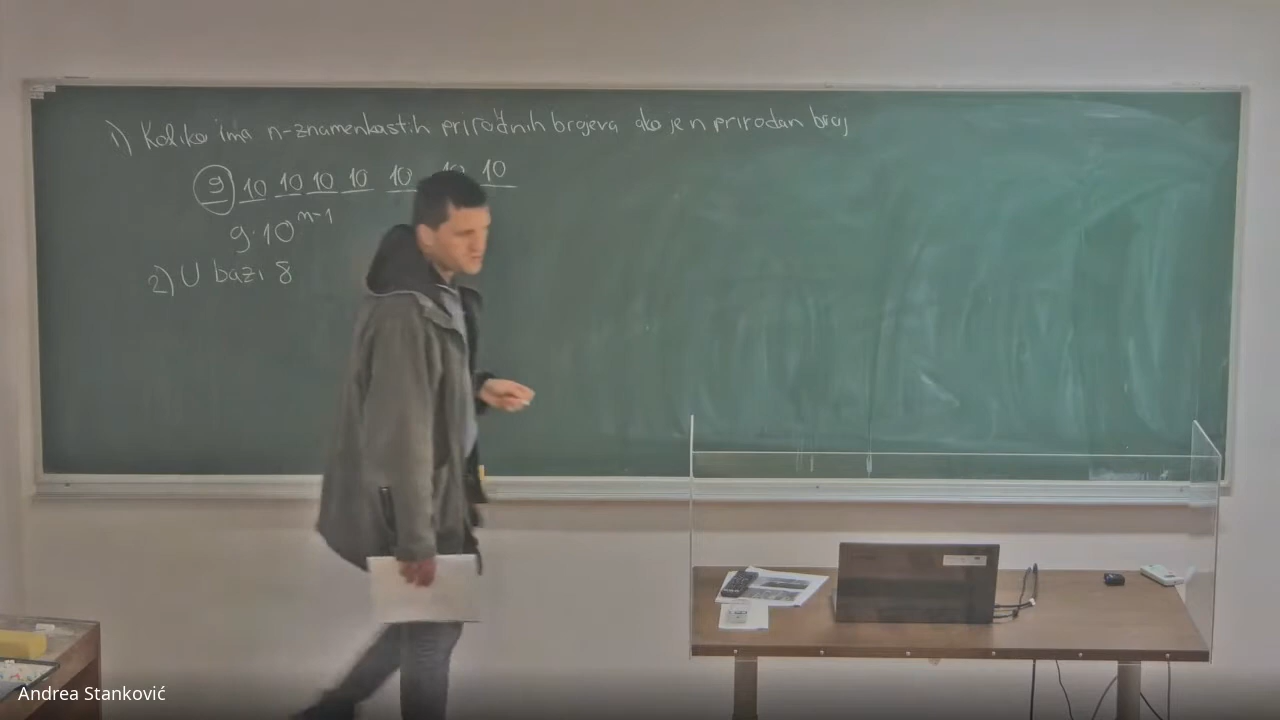 1) Koliko ima n-znamenkastih prirodnih brojeva ako je n prirodan broj
9 10 10 10 10 10 10 10
9·10^{n-1}
2) U bazi 8
Andrea Stanković